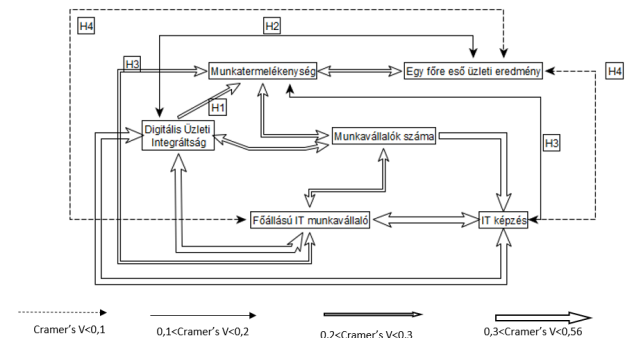 H4
H2
H3
Munkatermelékenység
Egy főre eső üzleti eredmény
H4
H1
Digitális Üzleti
Integráltság
Munkavállalók száma
H3
Főállású IT munkavállaló
IT képzés
Cramer's V<0,1
0,1<Cramer's V<0,2
0,2<Cramer's V<0,3
0,3<Cramer's V<0,56